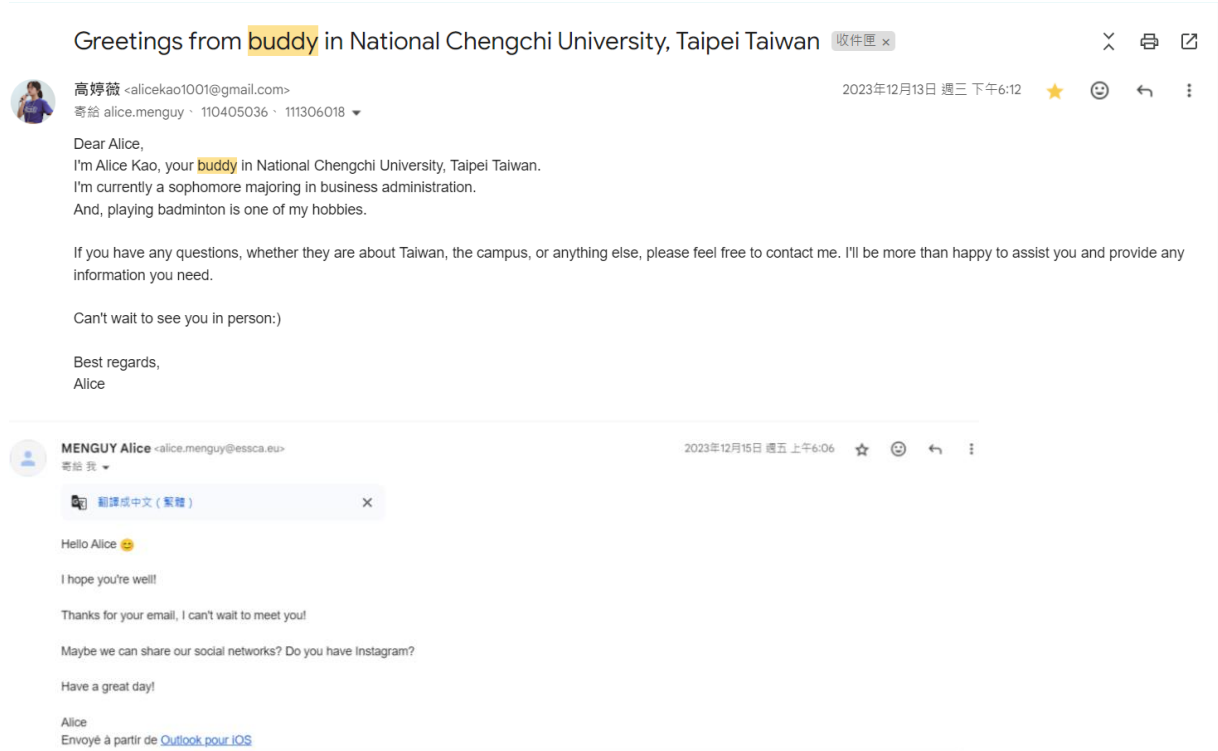 Greetings from buddy in National Chengchi University, Taipei Taiwan 收件匣 ×
高婷薇 <alicekao1001@gmail.com> 2023年12月13日 週三 下午6:12
寄給 alice.menguy、110405036、111306018
Dear Alice,
I'm Alice Kao, your buddy in National Chengchi University, Taipei Taiwan.
I'm currently a sophomore majoring in business administration.
And, playing badminton is one of my hobbies.
If you have any questions, whether they are about Taiwan, the campus, or anything else, please feel free to contact me. I'll be more than happy to assist you and provide any
information you need.
Can't wait to see you in person:)
Best regards,
Alice
MENGUY Alice <alice.menguy@essca.eu> 2023年12月15日 週五 上午6:06
寄給 我
翻譯成中文 ( 繁體 )
Hello Alice 😊
I hope you're well!
Thanks for your email, I can't wait to meet you!
Maybe we can share our social networks? Do you have Instagram?
Have a great day!
Alice
Envoyé à partir de Outlook pour iOS